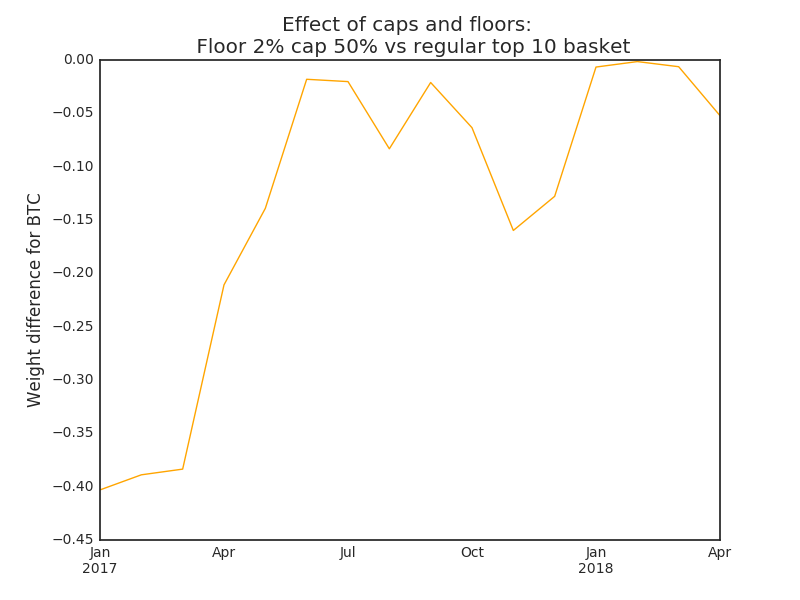 Effect of caps and floors:
Floor 2% cap 50% vs regular top 10 basket
Weight difference for BTC
0.00
−0.05
−0.10
−0.15
−0.20
−0.25
−0.30
−0.35
−0.40
−0.45
Jan Apr Jul Oct Jan Apr
2017 2018